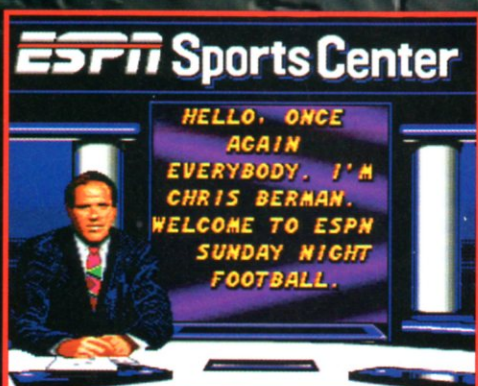 ESPN Sports Center
HELLO, ONCE
AGAIN
EVERYBODY. I'M
CHRIS BERMAN.
WELCOME TO ESPN
SUNDAY NIGHT
FOOTBALL.